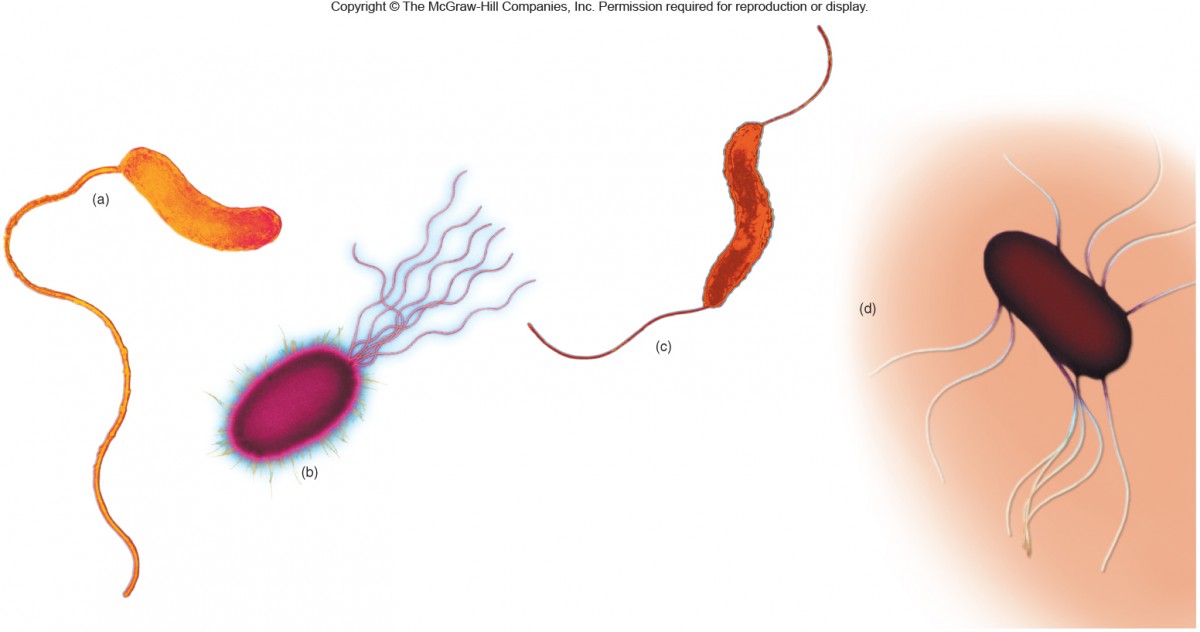 Copyright © The McGraw-Hill Companies, Inc. Permission required for reproduction or display.
(a)
(b)
(c)
(d)